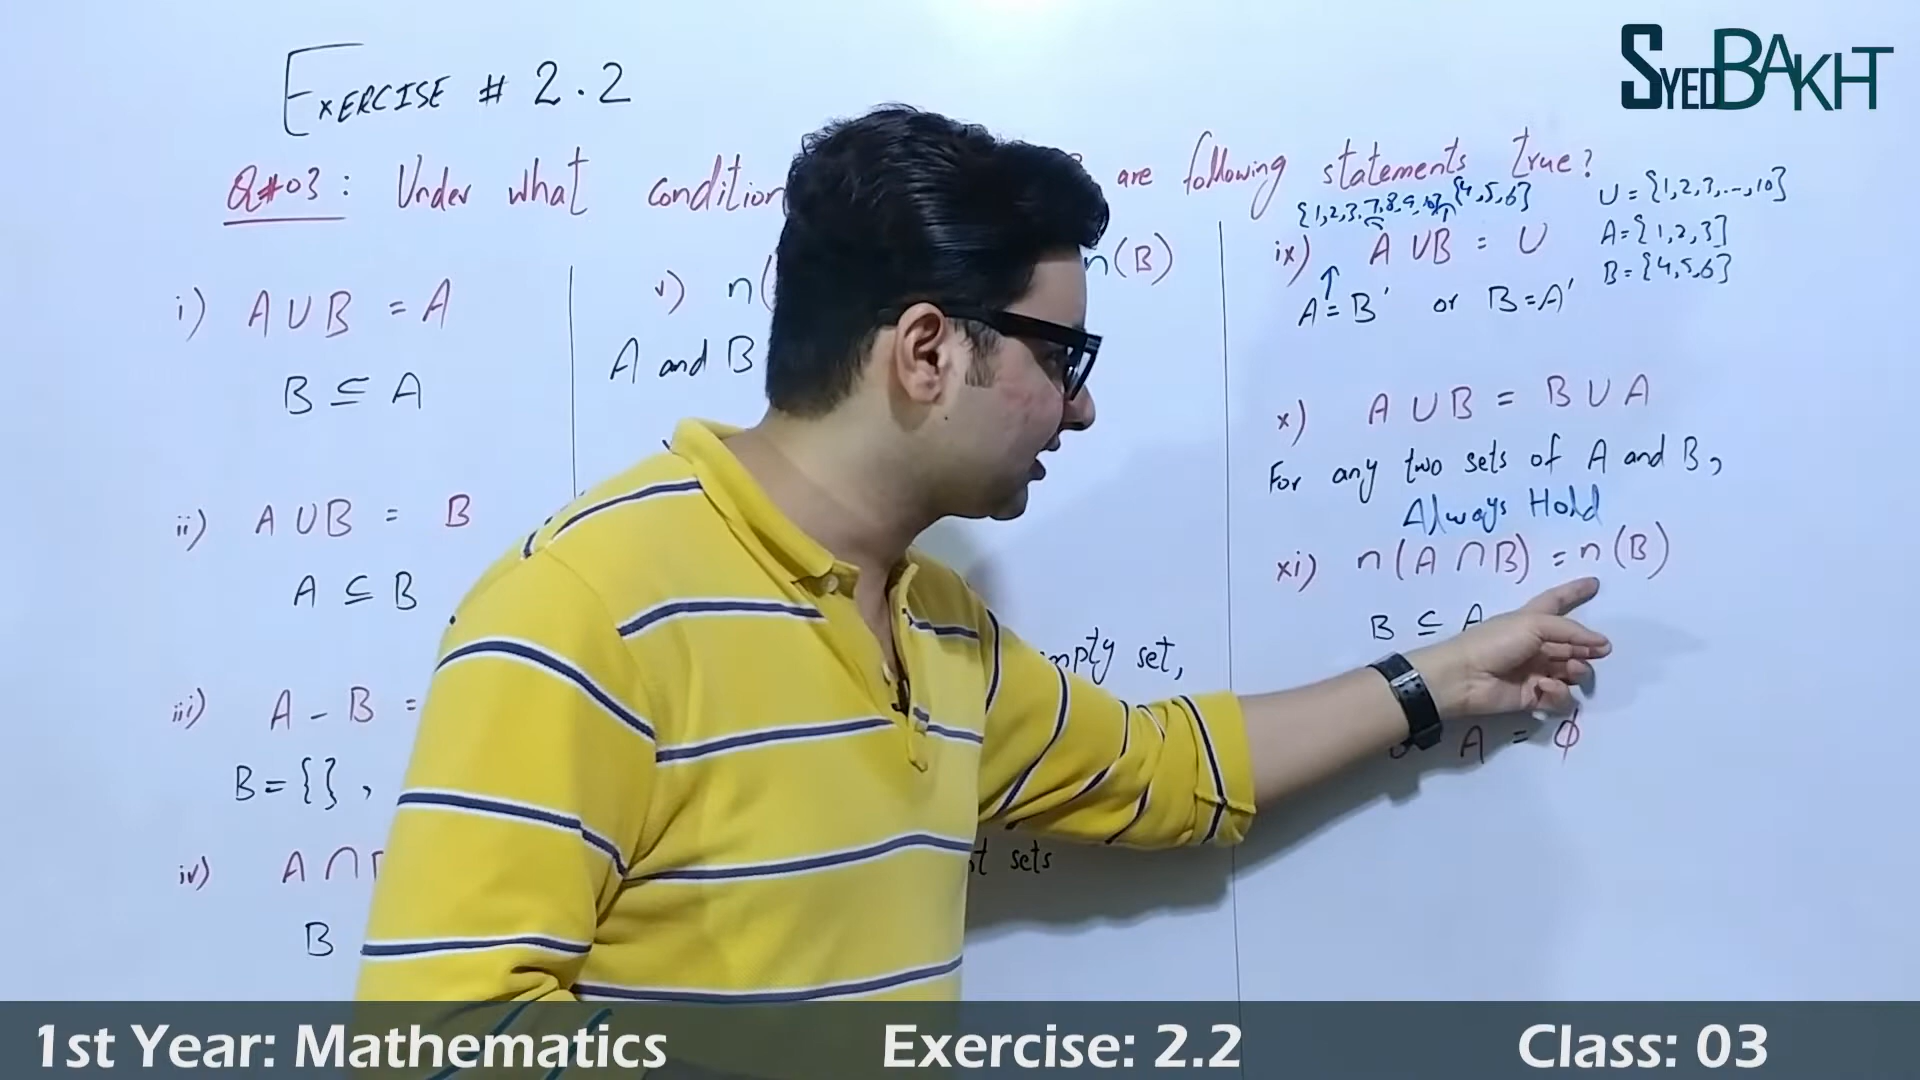 SYEDBAKHT
EXERCISE # 2.2
Q#03: Under what condition are following statements true?
i) A ∪ B = A
B ⊆ A
ii) A ∪ B = B
A ⊆ B
iii) A - B =
B = { } ,
iv) A ∩
B
v) n( n(B)
A and B
empty set,
sets
{1,2,3,7,8,9,10} {4,5,6}
ix) A ∪ B = U
A = B' or B = A'
U = {1,2,3,...,10}
A = {1,2,3}
B = {4,5,6}
x) A ∪ B = B ∪ A
For any two sets of A and B,
Always Hold
xi) n(A ∩ B) = n(B)
B ⊆ A
A = φ
1st Year: Mathematics Exercise: 2.2 Class: 03